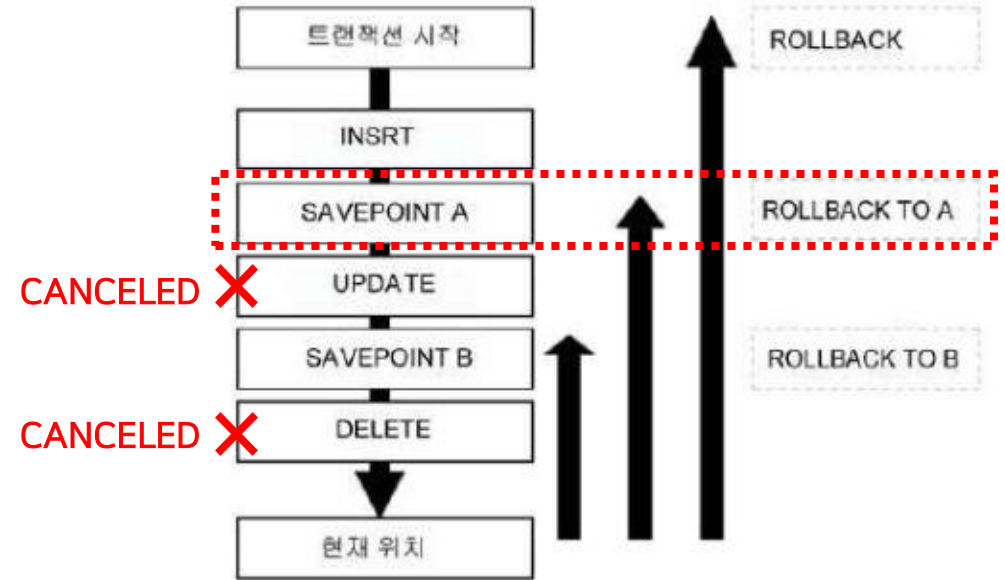 트랜잭션 시작
ROLLBACK
INSRT
SAVEPOINT A
ROLLBACK TO A
CANCELED
UPDATE
SAVEPOINT B
ROLLBACK TO B
CANCELED
DELETE
현재 위치